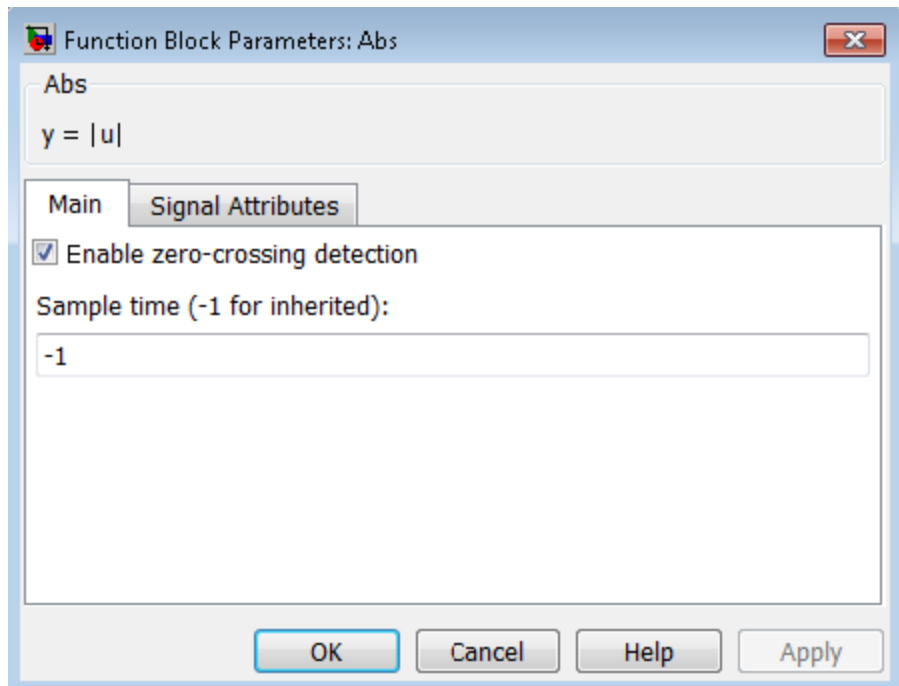 Function Block Parameters: Abs
Abs
y = |u|
Main
Signal Attributes
Enable zero-crossing detection
Sample time (-1 for inherited):
-1
OK
Cancel
Help
Apply